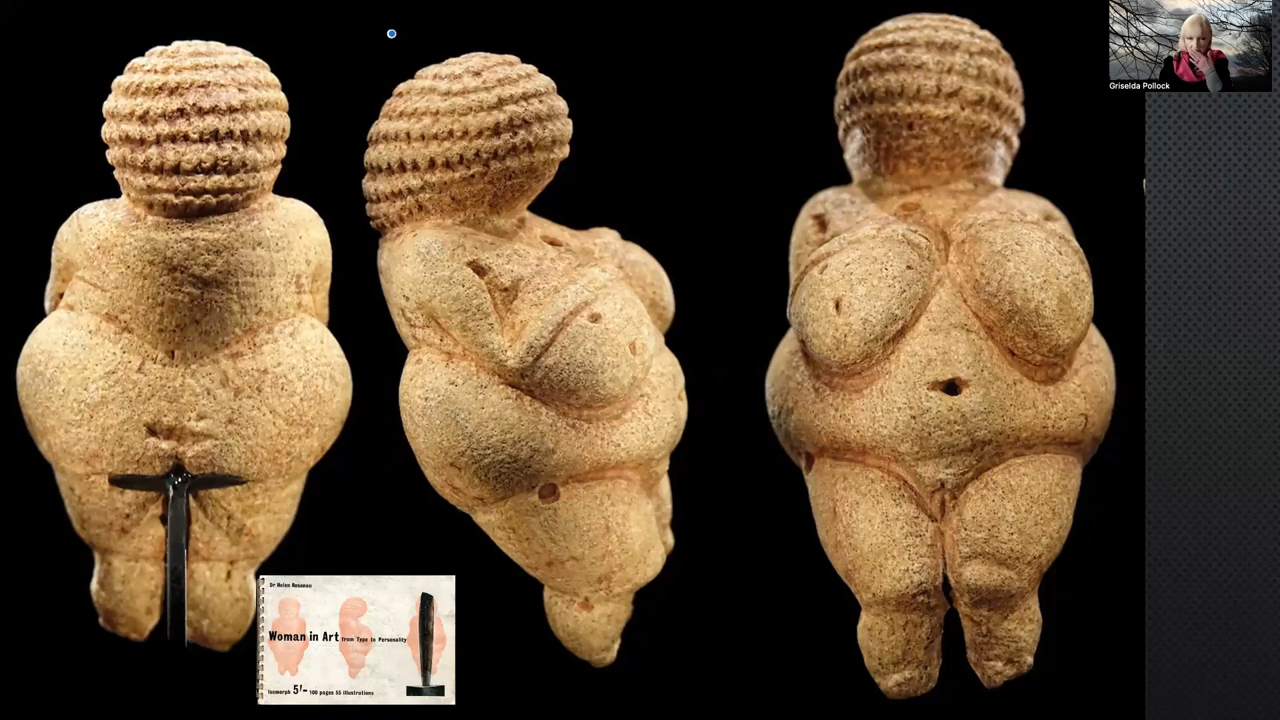 Griselda Pollock
Dr Helen Rosenau
Woman in Art from Type to Personality
Isomorph 5'- 100 pages 55 illustrations